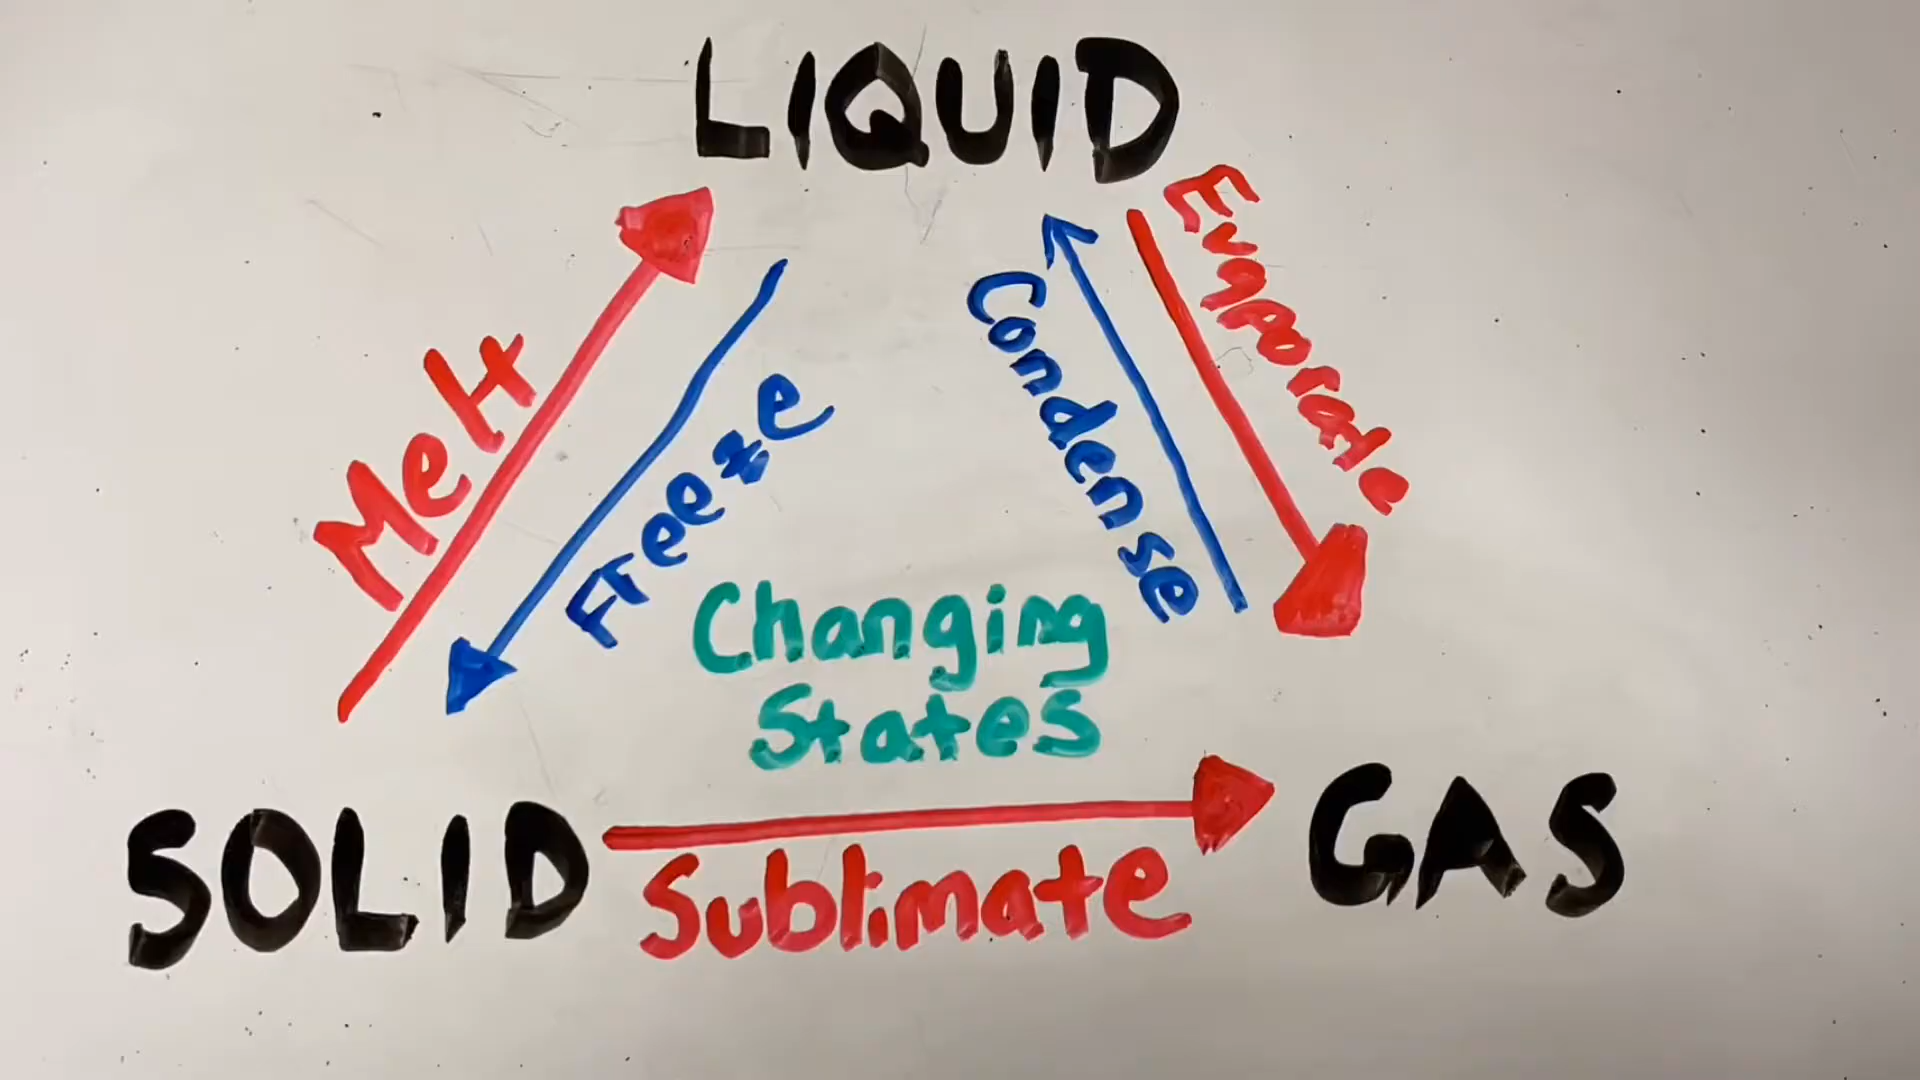 LIQUID
Melt
Freeze
Condense
Evaporate
Changing
States
SOLID
Sublimate
GAS